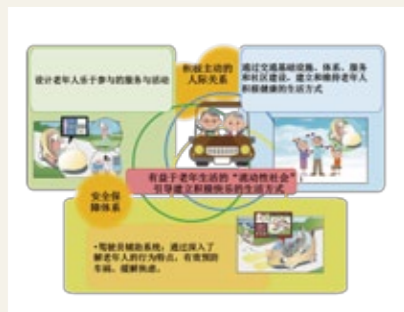 设计老年人乐于参与的服务与活动
积极主动的
人际关系
通过交通基础设施、体系、服务
和社区建设，建立和维持老年人
积极健康的生活方式
有益于老年生活的“流动性社会”
引导建立积极快乐的生活方式
安全保
障体系
•驾驶员辅助系统：通过深入了
解老年人的行为特点，有效预防
车祸，缓解焦虑。